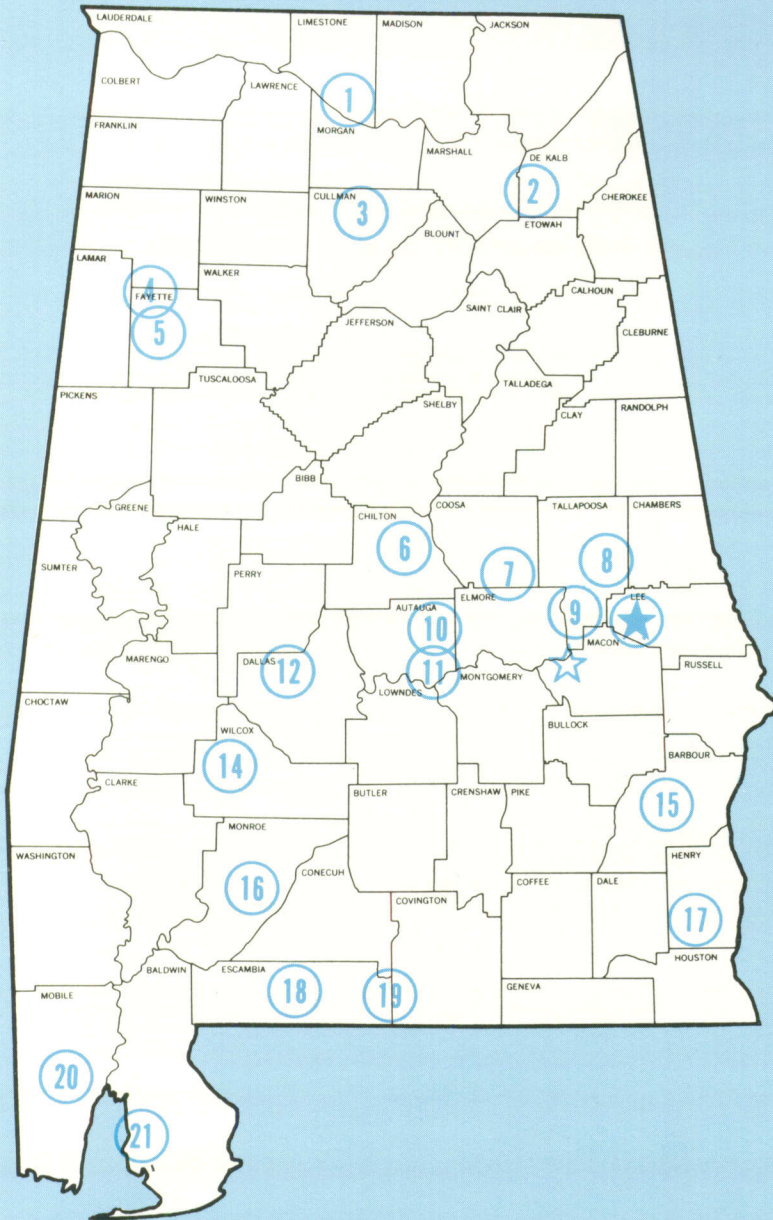 LAUDERDALE
LIMESTONE
MADISON
JACKSON
COLBERT
LAWRENCE
1
FRANKLIN
MORGAN
MARSHALL
DE KALB
2
MARION
WINSTON
CULLMAN
3
CHEROKEE
ETOWAH
BLOUNT
LAMAR
WALKER
4
FAYETTE
5
CALHOUN
SAINT CLAIR
JEFFERSON
CLEBURNE
TUSCALOOSA
TALLADEGA
PICKENS
SHELBY
CLAY
RANDOLPH
BIBB
GREENE
HALE
CHILTON
6
COOSA
TALLAPOOSA
CHAMBERS
SUMTER
PERRY
7
8
ELMORE
LEE
AUTAUGA
10
9
MACON
MARENGO
DALLAS
12
11
MONTGOMERY
RUSSELL
LOWNDES
CHOCTAW
WILCOX
14
BULLOCK
BARBOUR
15
CLARKE
BUTLER
CRENSHAW
PIKE
MONROE
WASHINGTON
CONECUH
16
HENRY
COFFEE
DALE
COVINGTON
17
HOUSTON
BALDWIN
ESCAMBIA
18
19
GENEVA
MOBILE
20
21